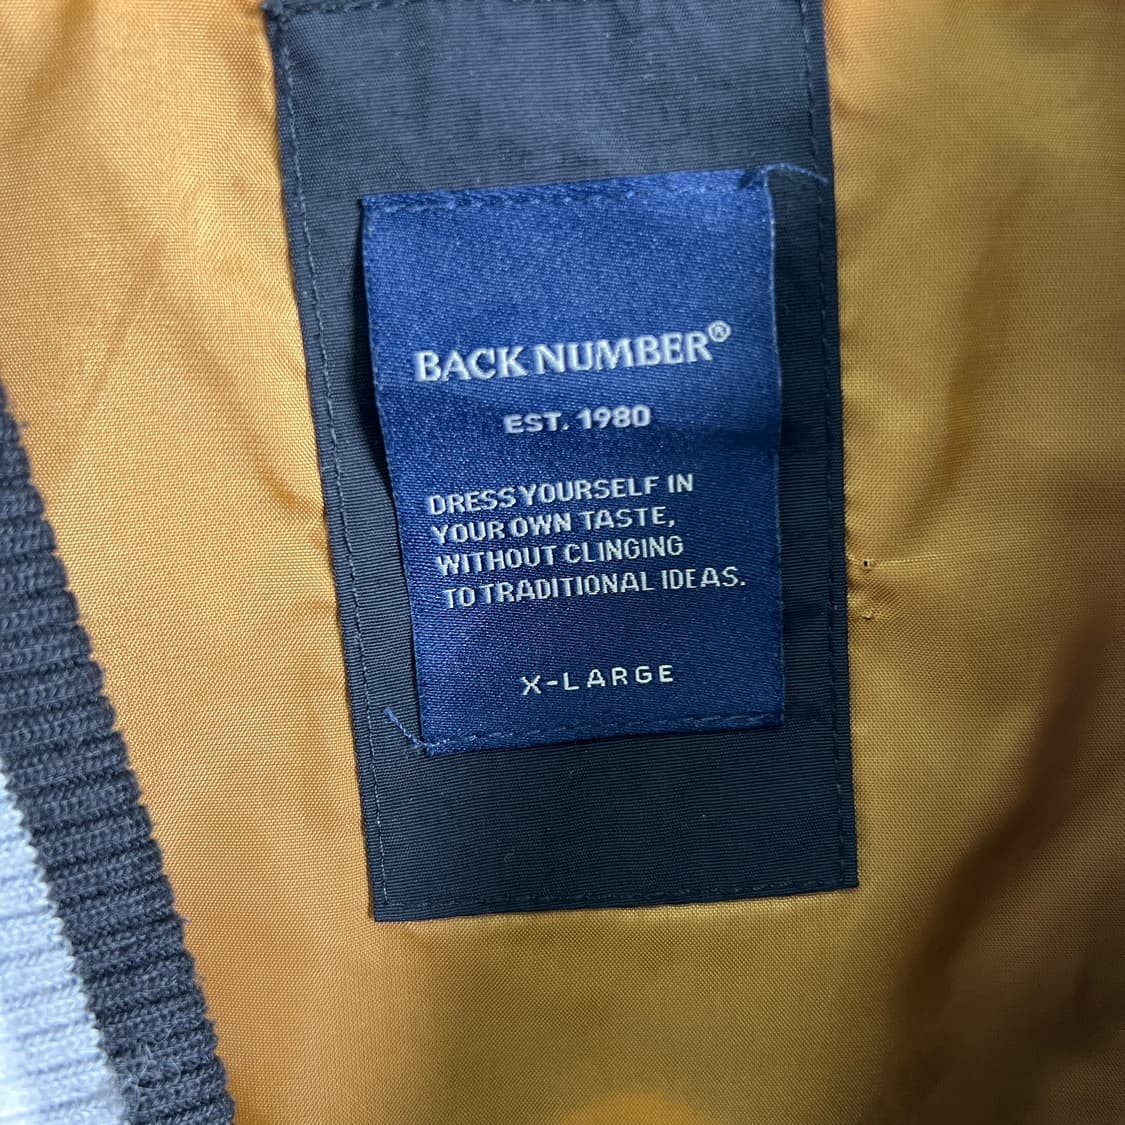 BACK NUMBER®
EST. 1980
DRESS YOURSELF IN
YOUR OWN TASTE,
WITHOUT CLINGING
TO TRADITIONAL IDEAS.
X-LARGE